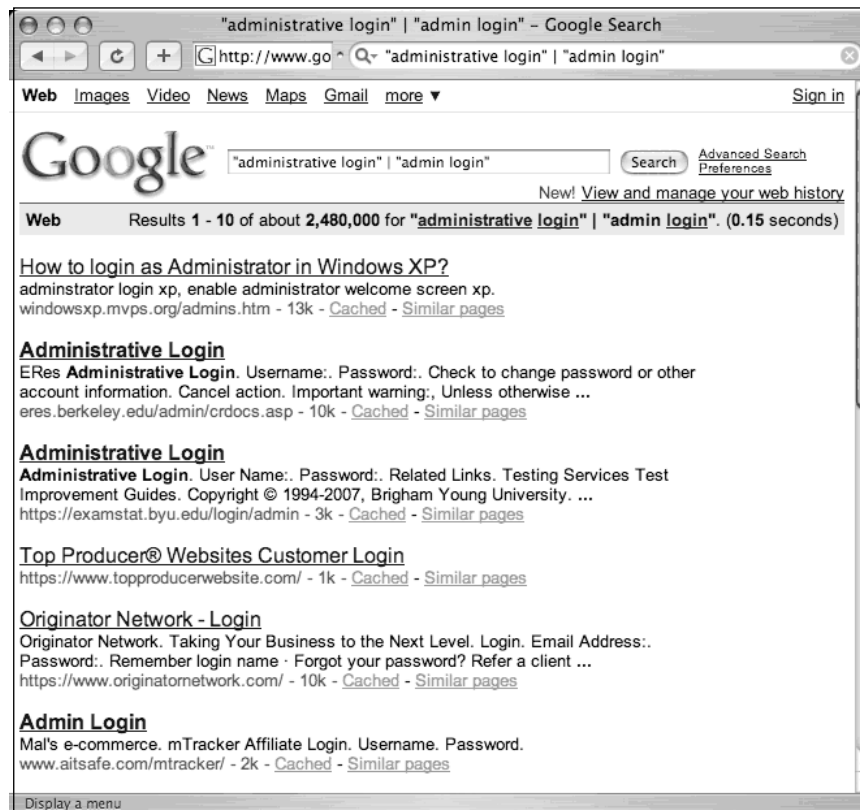 "administrative login" | "admin login" – Google Search
G http://www.go "administrative login" | "admin login"
Web Images Video News Maps Gmail more ▼ Sign in
Google™ "administrative login" | "admin login" Search Advanced Search
Preferences
New! View and manage your web history
Web Results 1 - 10 of about 2,480,000 for "administrative login" | "admin login". (0.15 seconds)
How to login as Administrator in Windows XP?
adminstrator login xp, enable administrator welcome screen xp.
windowsxp.mvps.org/admins.htm - 13k - Cached - Similar pages
Administrative Login
ERes Administrative Login. Username:. Password:. Check to change password or other
account information. Cancel action. Important warning:, Unless otherwise ...
eres.berkeley.edu/admin/crdocs.asp - 10k - Cached - Similar pages
Administrative Login
Administrative Login. User Name:. Password:. Related Links. Testing Services Test
Improvement Guides. Copyright © 1994-2007, Brigham Young University. ...
https://examstat.byu.edu/login/admin - 3k - Cached - Similar pages
Top Producer® Websites Customer Login
https://www.topproducerwebsite.com/ - 1k - Cached - Similar pages
Originator Network - Login
Originator Network. Taking Your Business to the Next Level. Login. Email Address:.
Password:. Remember login name · Forgot your password? Refer a client ...
https://www.originatornetwork.com/ - 10k - Cached - Similar pages
Admin Login
Mal's e-commerce. mTracker Affiliate Login. Username. Password.
www.aitsafe.com/mtracker/ - 2k - Cached - Similar pages
Display a menu